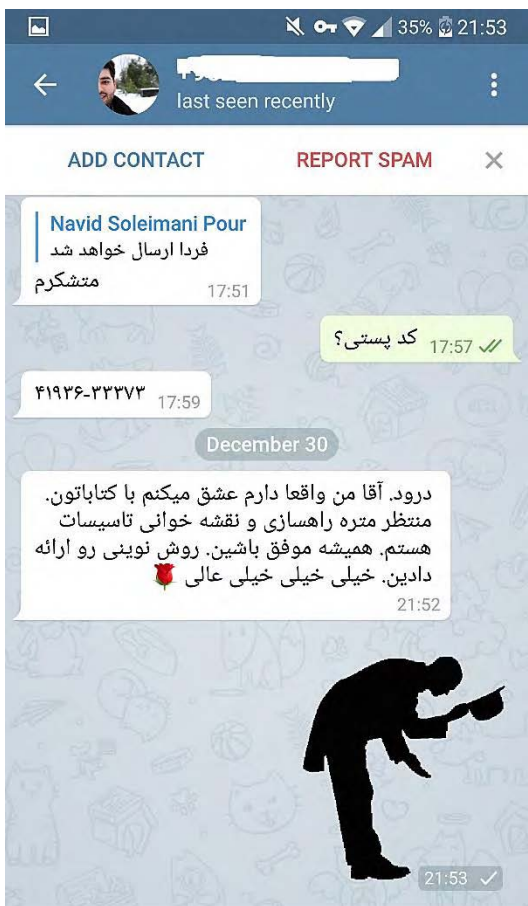 35% 21:53
last seen recently
ADD CONTACT REPORT SPAM
Navid Soleimani Pour
فردا ارسال خواهد شد
متشکرم
17:51
کد پستی؟ 17:57
۴۱۹۳۶-۳۳۳۷۳ 17:59
December 30
درود. آقا من واقعا دارم عشق میکنم با کتاباتون.
منتظر متره راهسازی و نقشه خوانی تاسیسات
هستم. همیشه موفق باشین. روش نوینی رو ارائه
دادین. خیلی خیلی خیلی عالی 🌹
21:52
21:53